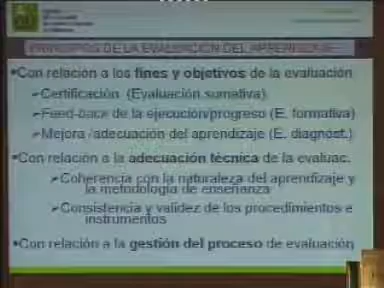 PRINCIPIOS DE LA EVALUACIÓN DEL APRENDIZAJE
•Con relación a los fines y objetivos de la evaluación
➢Certificación (Evaluación sumativa)
➢Feed-back de la ejecución/progreso (E. formativa)
➢Mejora /adecuación del aprendizaje (E. diagnóst.)
•Con relación a la adecuación técnica de la evaluac.
➢Coherencia con la naturaleza del aprendizaje y
la metodología de enseñanza
➢Consistencia y validez de los procedimientos e
instrumentos
•Con relación a la gestión del proceso de evaluación